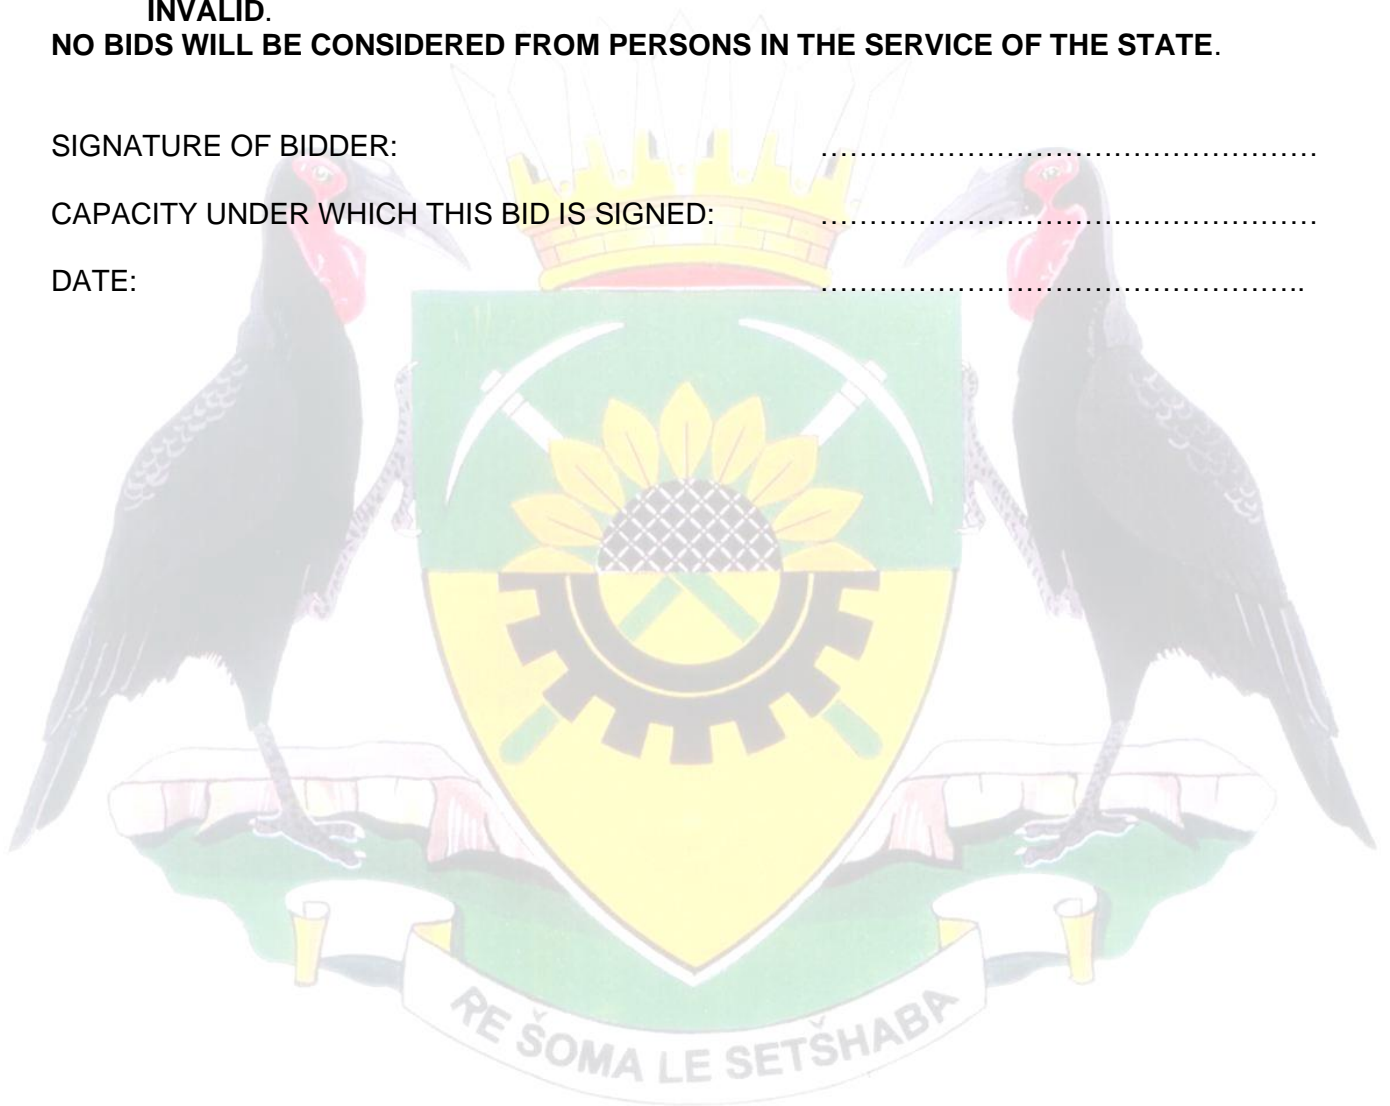 INVALID.
NO BIDS WILL BE CONSIDERED FROM PERSONS IN THE SERVICE OF THE STATE.
SIGNATURE OF BIDDER: ………………………………………………
CAPACITY UNDER WHICH THIS BID IS SIGNED: ………………………………………………
DATE: ……………………………………………..
RE ŠOMA LE SETŠHABA